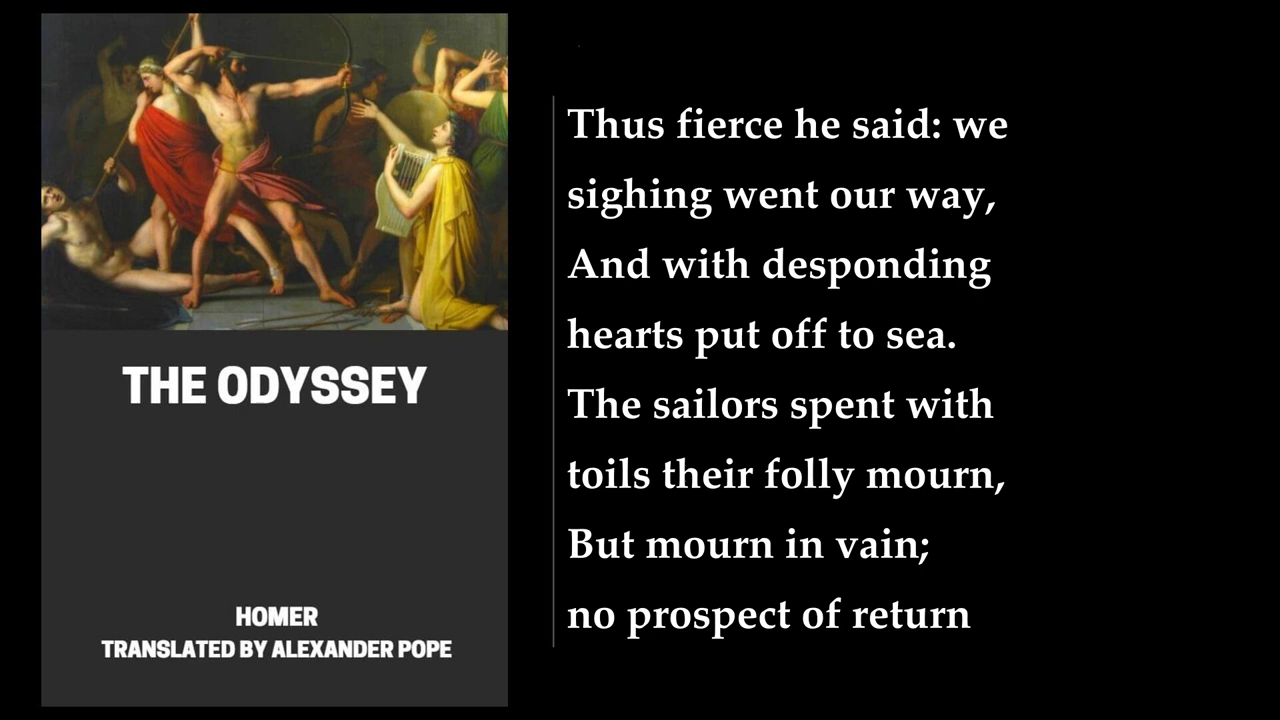 THE ODYSSEY
HOMER
TRANSLATED BY ALEXANDER POPE
Thus fierce he said: we
sighing went our way,
And with desponding
hearts put off to sea.
The sailors spent with
toils their folly mourn,
But mourn in vain;
no prospect of return